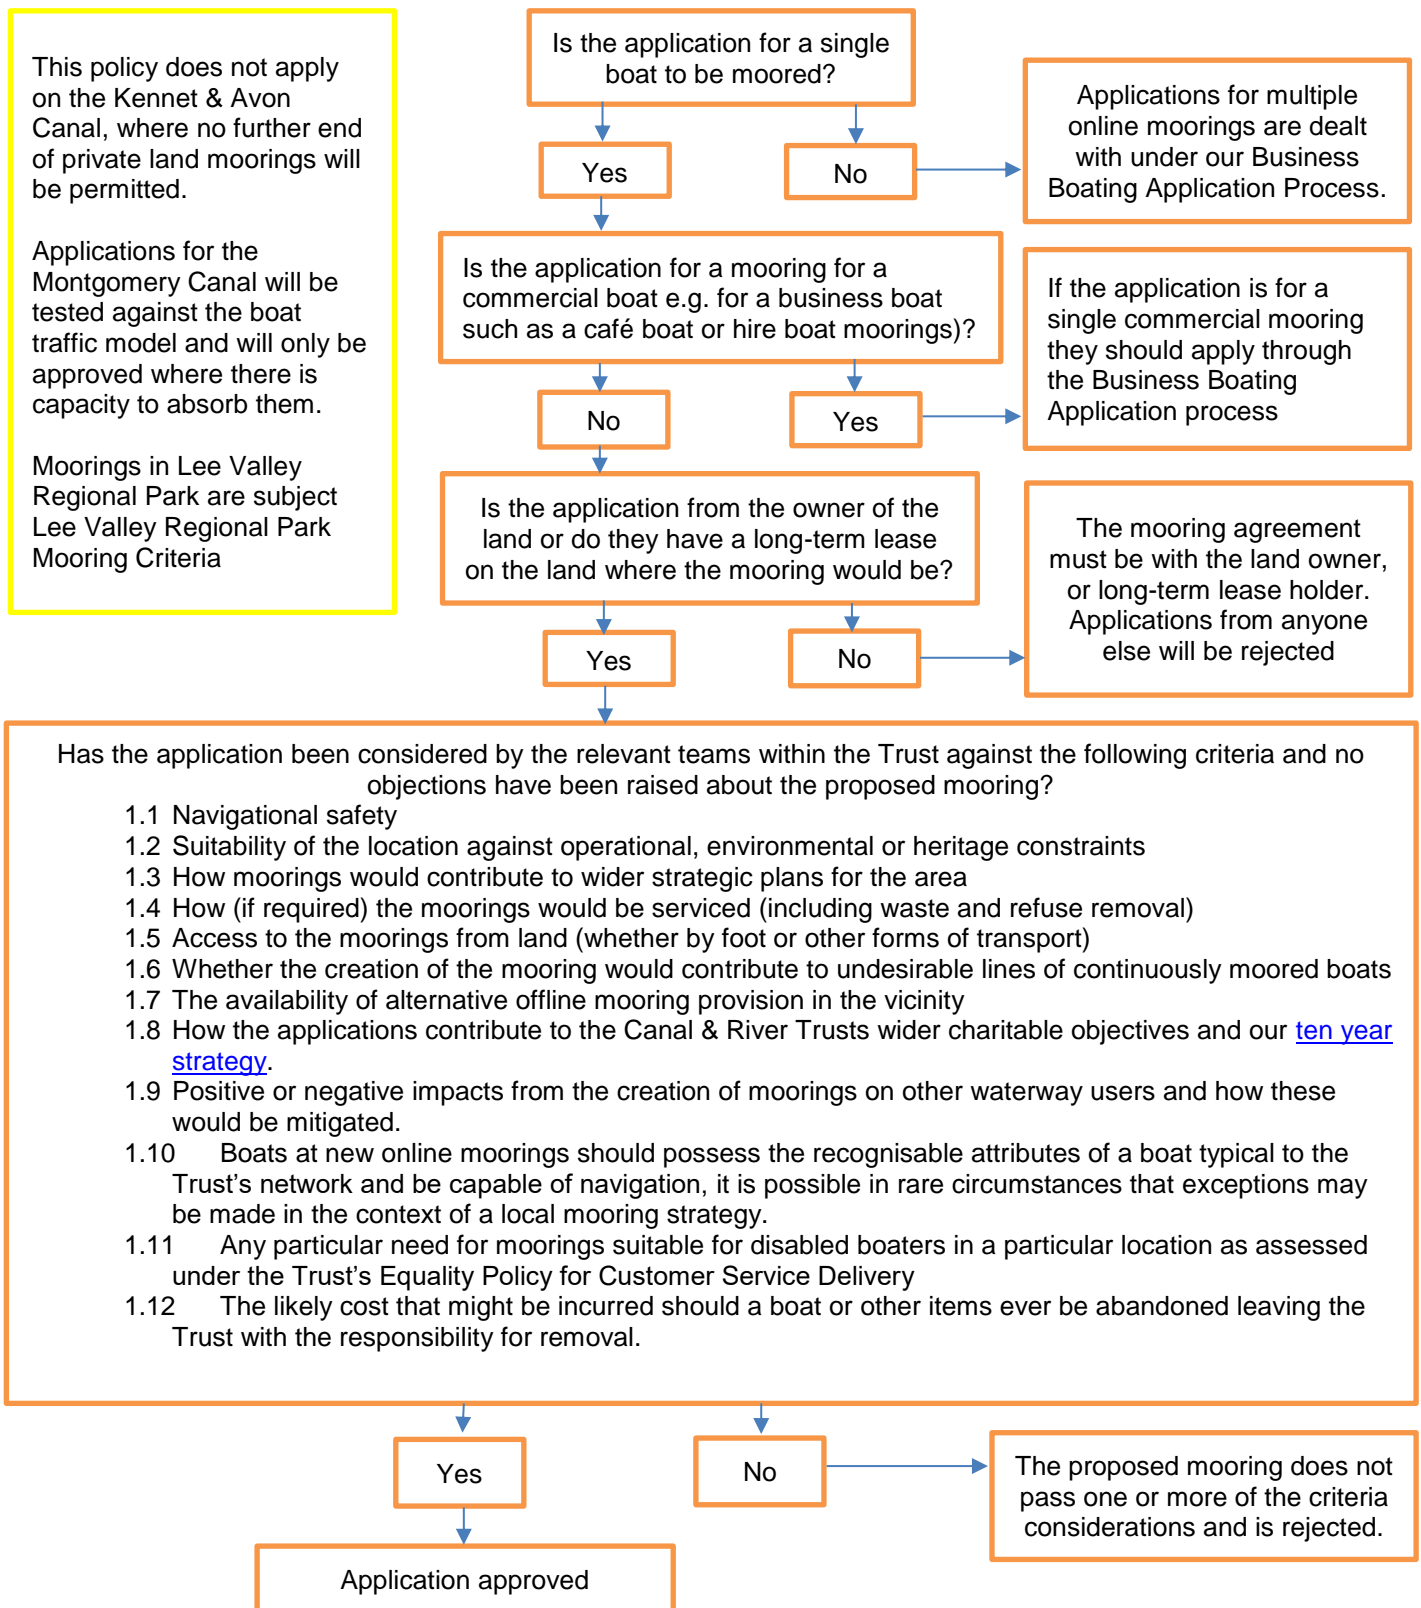 This policy does not apply
on the Kennet & Avon
Canal, where no further end
of private land moorings will
be permitted.
Applications for the
Montgomery Canal will be
tested against the boat
traffic model and will only be
approved where there is
capacity to absorb them.
Moorings in Lee Valley
Regional Park are subject
Lee Valley Regional Park
Mooring Criteria
Is the application for a single
boat to be moored?
Yes
No
Applications for multiple
online moorings are dealt
with under our Business
Boating Application Process.
Is the application for a mooring for a
commercial boat e.g. for a business boat
such as a café boat or hire boat moorings)?
No
Yes
If the application is for a
single commercial mooring
they should apply through
the Business Boating
Application process
Is the application from the owner of the
land or do they have a long-term lease
on the land where the mooring would be?
Yes
No
The mooring agreement
must be with the land owner,
or long-term lease holder.
Applications from anyone
else will be rejected
Has the application been considered by the relevant teams within the Trust against the following criteria and no
objections have been raised about the proposed mooring?
1.1 Navigational safety
1.2 Suitability of the location against operational, environmental or heritage constraints
1.3 How moorings would contribute to wider strategic plans for the area
1.4 How (if required) the moorings would be serviced (including waste and refuse removal)
1.5 Access to the moorings from land (whether by foot or other forms of transport)
1.6 Whether the creation of the mooring would contribute to undesirable lines of continuously moored boats
1.7 The availability of alternative offline mooring provision in the vicinity
1.8 How the applications contribute to the Canal & River Trusts wider charitable objectives and our ten year
strategy.
1.9 Positive or negative impacts from the creation of moorings on other waterway users and how these
would be mitigated.
1.10 Boats at new online moorings should possess the recognisable attributes of a boat typical to the
Trust’s network and be capable of navigation, it is possible in rare circumstances that exceptions may
be made in the context of a local mooring strategy.
1.11 Any particular need for moorings suitable for disabled boaters in a particular location as assessed
under the Trust’s Equality Policy for Customer Service Delivery
1.12 The likely cost that might be incurred should a boat or other items ever be abandoned leaving the
Trust with the responsibility for removal.
Yes
No
The proposed mooring does not
pass one or more of the criteria
considerations and is rejected.
Application approved